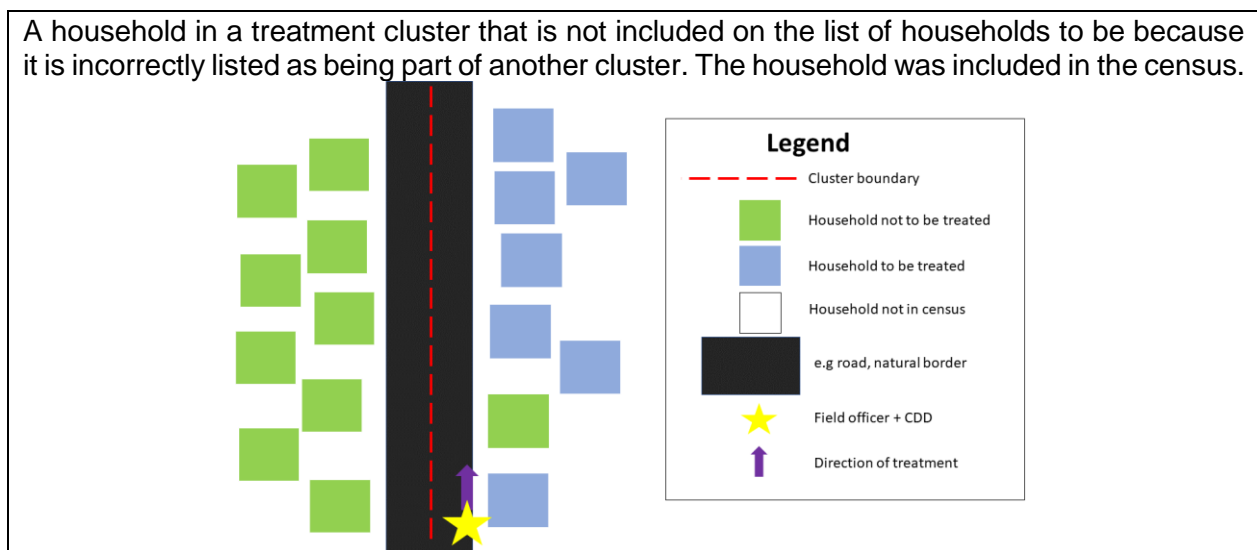 A household in a treatment cluster that is not included on the list of households to be because
it is incorrectly listed as being part of another cluster. The household was included in the census.
Legend
Cluster boundary
Household not to be treated
Household to be treated
Household not in census
e.g road, natural border
Field officer + CDD
Direction of treatment